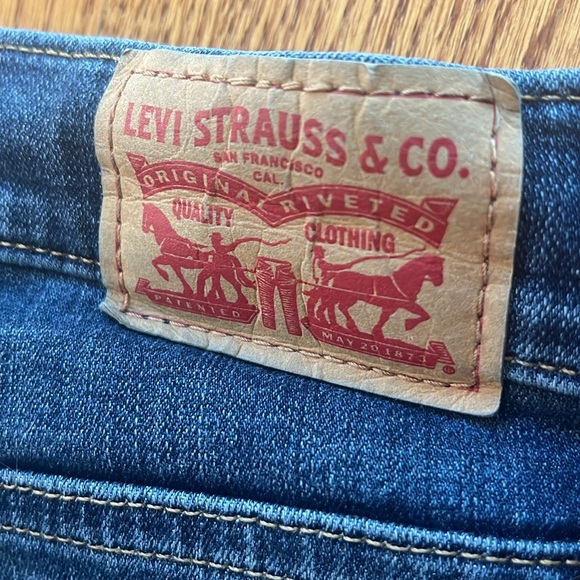 LEVI STRAUSS & CO.
SAN FRANCISCO
CAL.
ORIGINAL RIVETED
QUALITY CLOTHING
PATENTED
MAY 20 1873
®